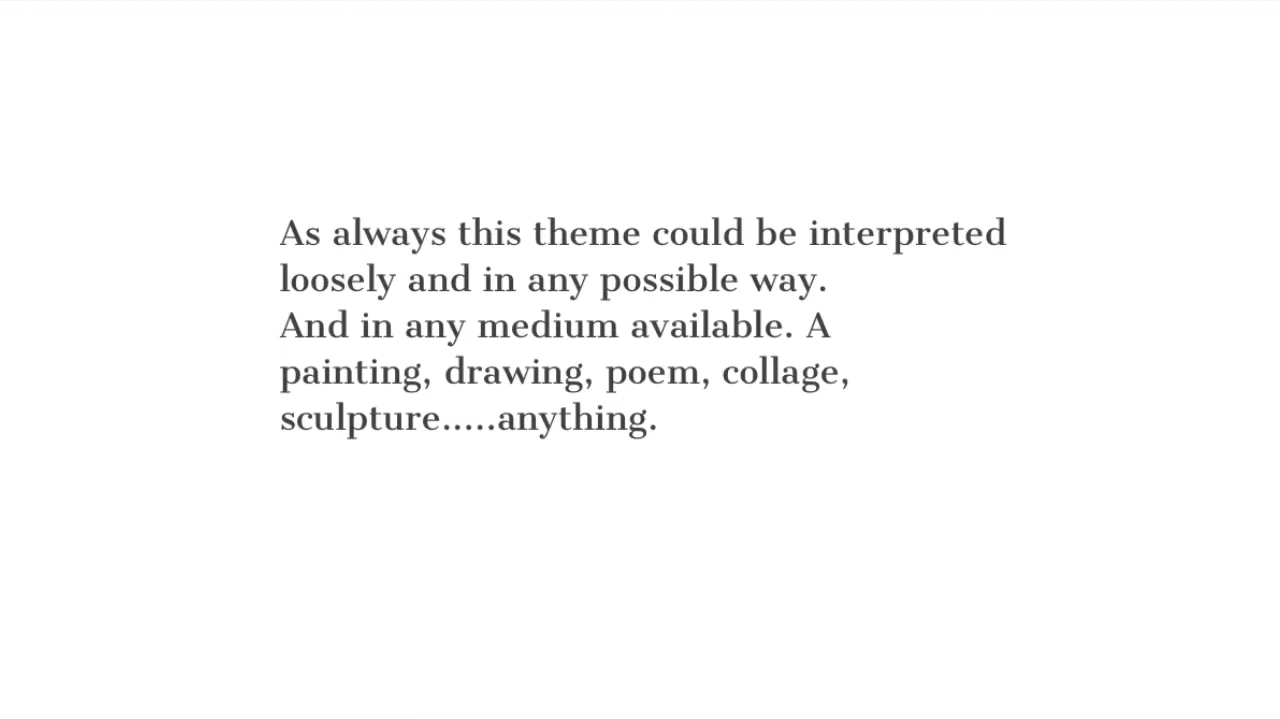 As always this theme could be interpreted
loosely and in any possible way.
And in any medium available. A
painting, drawing, poem, collage,
sculpture.....anything.